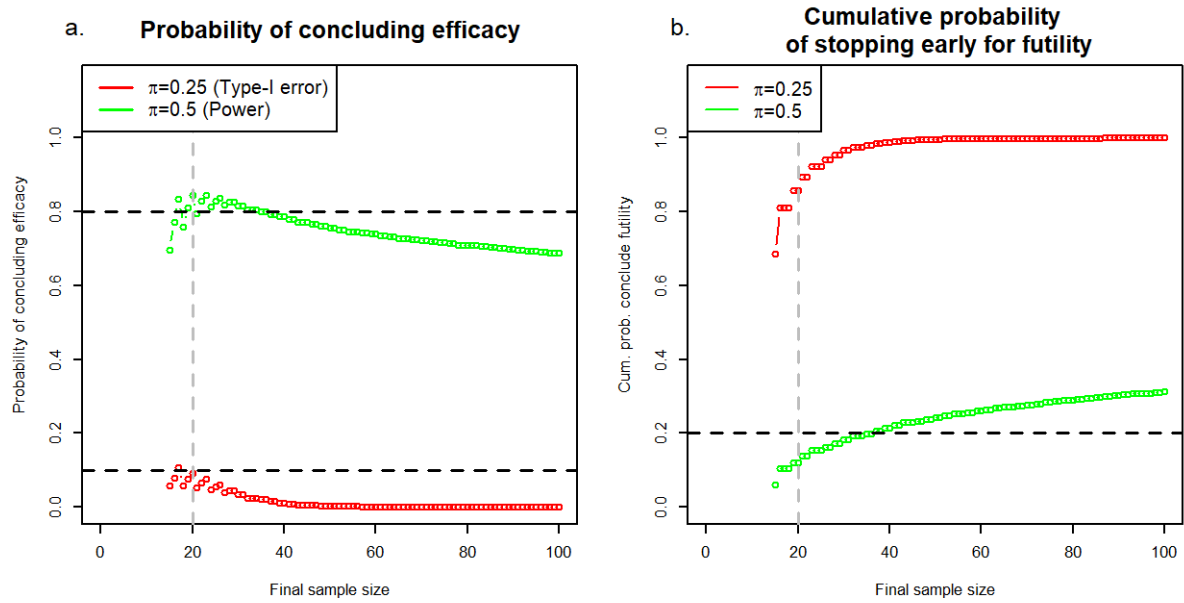 a.
Probability of concluding efficacy
π=0.25 (Type-I error)
π=0.5 (Power)
Probability of concluding efficacy
0.0
0.2
0.4
0.6
0.8
1.0
0
20
40
60
80
100
Final sample size
b.
Cumulative probability
of stopping early for futility
π=0.25
π=0.5
Cum. prob. conclude futility
0.0
0.2
0.4
0.6
0.8
1.0
0
20
40
60
80
100
Final sample size